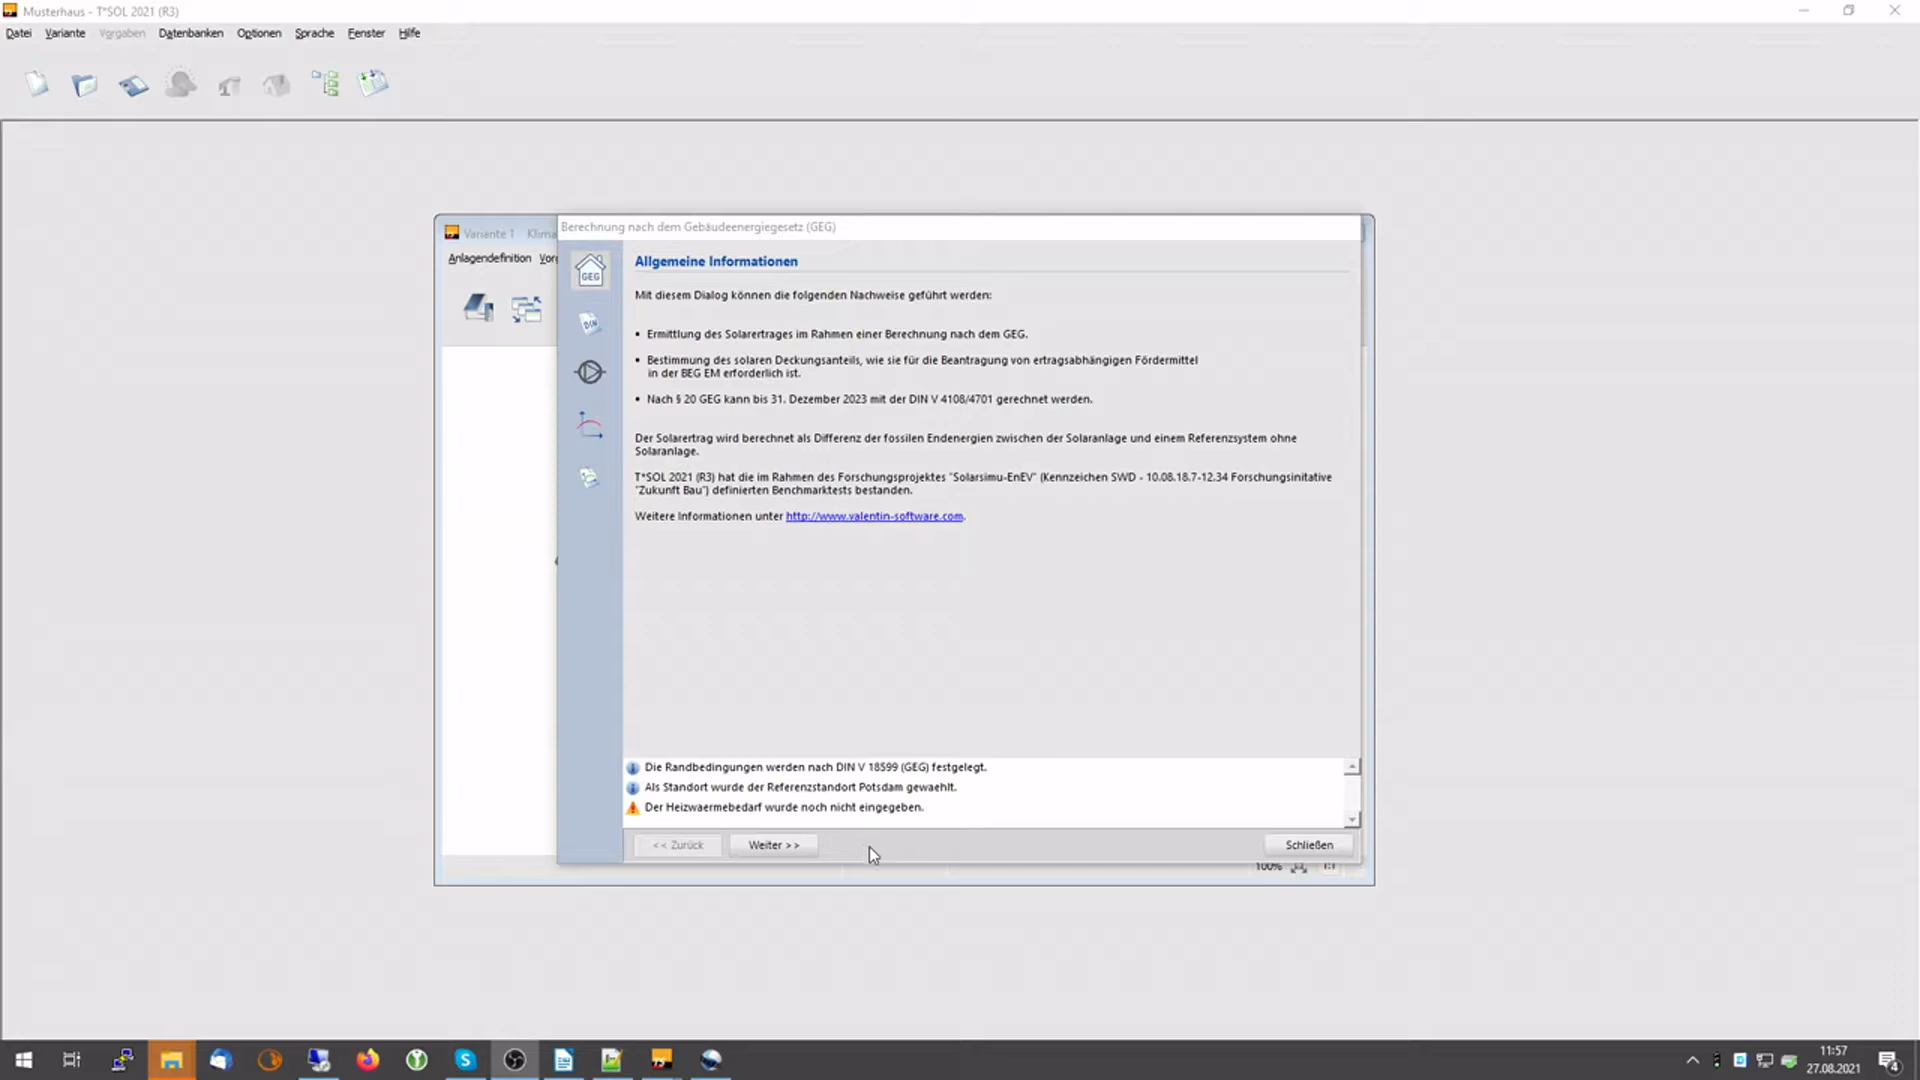 Musterhaus - T*SOL 2021 (R3)
Datei Variante Vorgaben Datenbanken Optionen Sprache Fenster Hilfe
Variante 1 Klima
Berechnung nach dem Gebäudeenergiegesetz (GEG)
Anlagendefinition Vorg
GEG
DIN
Allgemeine Informationen
Mit diesem Dialog können die folgenden Nachweise geführt werden:
• Ermittlung des Solarertrages im Rahmen einer Berechnung nach dem GEG.
• Bestimmung des solaren Deckungsanteils, wie sie für die Beantragung von ertragsabhängigen Fördermittel
in der BEG EM erforderlich ist.
• Nach § 20 GEG kann bis 31. Dezember 2023 mit der DIN V 4108/4701 gerechnet werden.
Der Solarertrag wird berechnet als Differenz der fossilen Endenergien zwischen der Solaranlage und einem Referenzsystem ohne
Solaranlage.
T*SOL 2021 (R3) hat die im Rahmen des Forschungsprojektes "Solarsimu-EnEV" (Kennzeichen SWD - 10.08.18.7-12.34 Forschungsinitative
"Zukunft Bau") definierten Benchmarktests bestanden.
Weitere Informationen unter http://www.valentin-software.com.
Die Randbedingungen werden nach DIN V 18599 (GEG) festgelegt.
Als Standort wurde der Referenzstandort Potsdam gewaehlt.
Der Heizwaermebedarf wurde noch nicht eingegeben.
<< Zurück Weiter >> Schließen
100% 1:1
11:57
27.08.2021
4